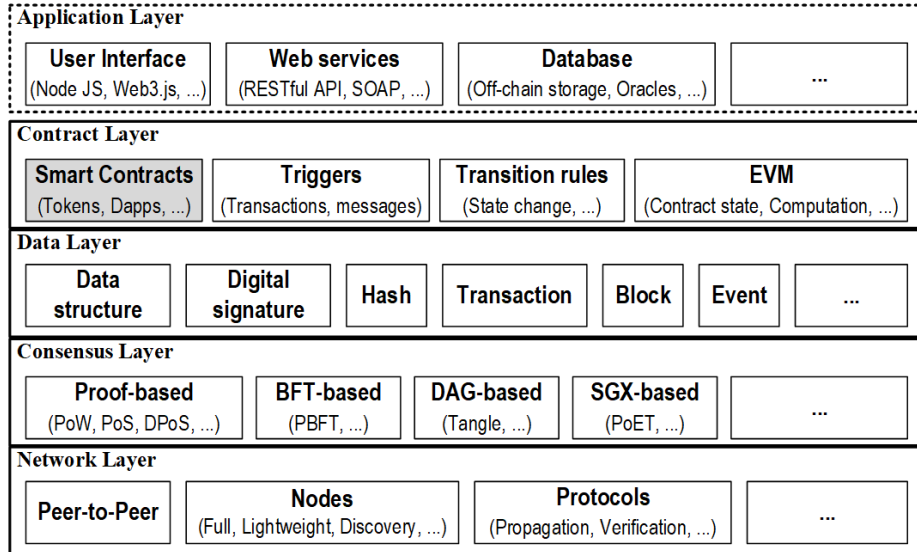 Application Layer
User Interface
(Node JS, Web3.js, ...)
Web services
(RESTful API, SOAP, ...)
Database
(Off-chain storage, Oracles, ...)
...
Contract Layer
Smart Contracts
(Tokens, Dapps, ...)
Triggers
(Transactions, messages)
Transition rules
(State change, ...)
EVM
(Contract state, Computation, ...)
Data Layer
Data
structure
Digital
signature
Hash
Transaction
Block
Event
...
Consensus Layer
Proof-based
(PoW, PoS, DPoS, ...)
BFT-based
(PBFT, ...)
DAG-based
(Tangle, ...)
SGX-based
(PoET, ...)
...
Network Layer
Peer-to-Peer
Nodes
(Full, Lightweight, Discovery, ...)
Protocols
(Propagation, Verification, ...)
...